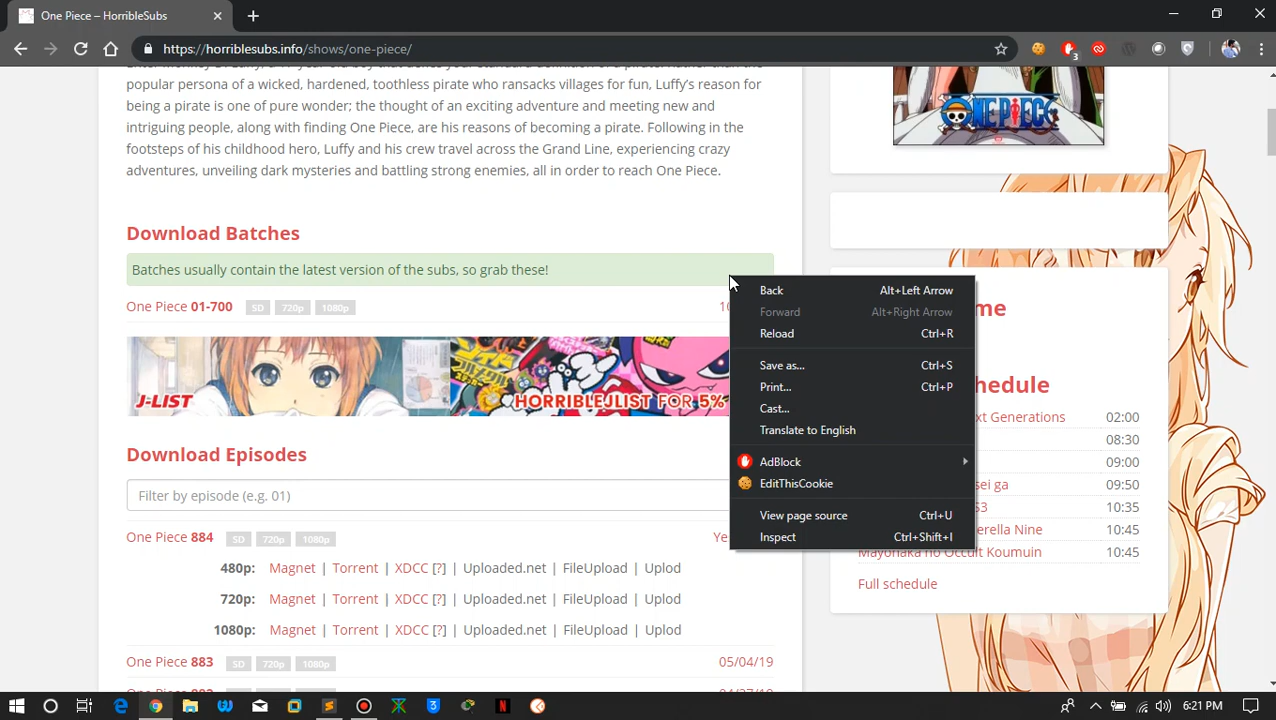 One Piece – HorribleSubs
https://horriblesubs.info/shows/one-piece/
3
popular persona of a wicked, hardened, toothless pirate who ransacks villages for fun, Luffy's reason for
being a pirate is one of pure wonder; the thought of an exciting adventure and meeting new and
intriguing people, along with finding One Piece, are his reasons of becoming a pirate. Following in the
footsteps of his childhood hero, Luffy and his crew travel across the Grand Line, experiencing crazy
adventures, unveiling dark mysteries and battling strong enemies, all in order to reach One Piece.
ONE PIECE
Download Batches
Batches usually contain the latest version of the subs, so grab these!
One Piece 01-700 SD 720p 1080p 10
J-LIST
HORRIBLEJLIST FOR 5%
Download Episodes
Filter by episode (e.g. 01)
One Piece 884 SD 720p 1080p Ye
480p: Magnet | Torrent | XDCC [?] | Uploaded.net | FileUpload | Uplod
720p: Magnet | Torrent | XDCC [?] | Uploaded.net | FileUpload | Uplod
1080p: Magnet | Torrent | XDCC [?] | Uploaded.net | FileUpload | Uplod
One Piece 883 SD 720p 1080p 05/04/19
Back Alt+Left Arrow
Forward Alt+Right Arrow
Reload Ctrl+R
Save as... Ctrl+S
Print... Ctrl+P
Cast...
Translate to English
AdBlock
EditThisCookie
View page source Ctrl+U
Inspect Ctrl+Shift+I
me
hedule
xt Generations 02:00
08:30
09:00
sei ga 09:50
S3 10:35
erella Nine 10:45
Mayonaka no Occult Koumuin 10:45
Full schedule
6:21 PM